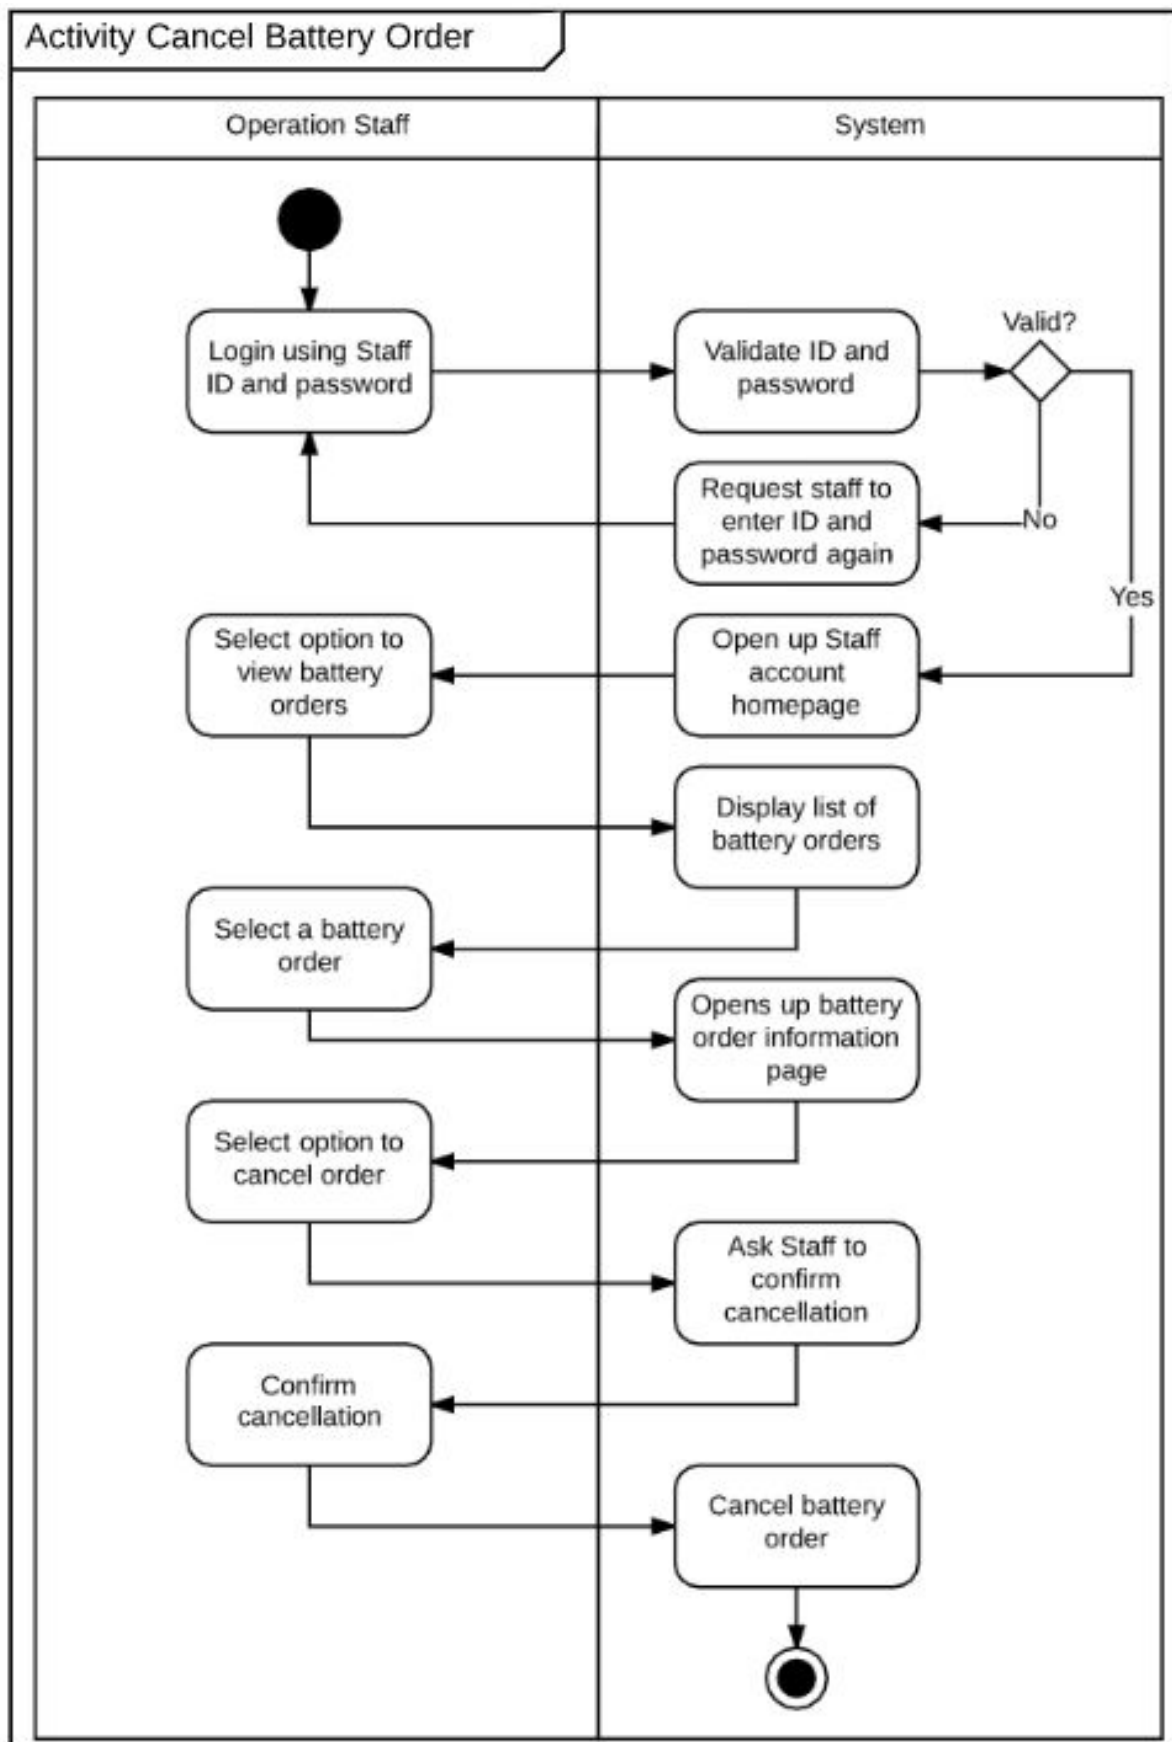 Activity Cancel Battery Order
Operation Staff
System
Login using Staff
ID and password
Validate ID and
password
Valid?
Request staff to
enter ID and
password again
No
Yes
Select option to
view battery
orders
Open up Staff
account
homepage
Display list of
battery orders
Select a battery
order
Opens up battery
order information
page
Select option to
cancel order
Ask Staff to
confirm
cancellation
Confirm
cancellation
Cancel battery
order